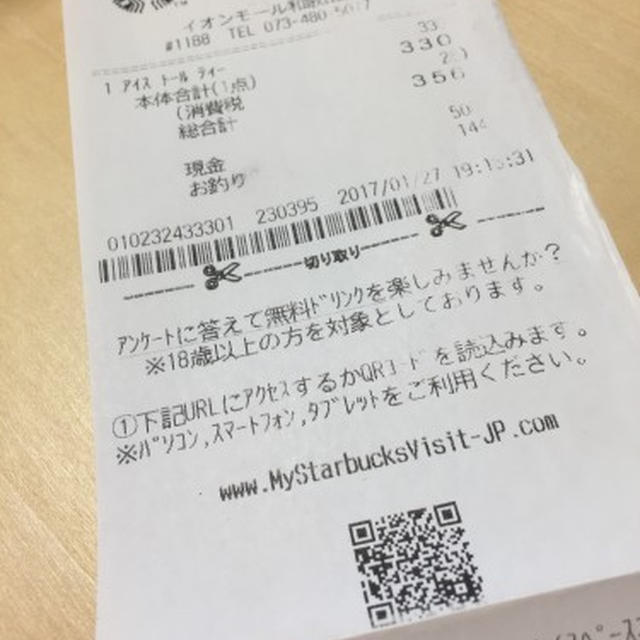 イオンモール和歌山
#1188 TEL 073-480-5017
1 アイス トール ティー 33
本体合計(1点) 330
(消費税 2)
総合計 356
現金 50
お釣り 144
010232433301 230395 2017/01/27 19:15:31
切り取り
アンケートに答えて無料ドリンクを楽しみませんか?
※18歳以上の方を対象としております。
①下記URLにアクセスするかQRコードを読込みます。
※パソコン,スマートフォン,タブレットをご利用ください。
www.MyStarbucksVisit-JP.com